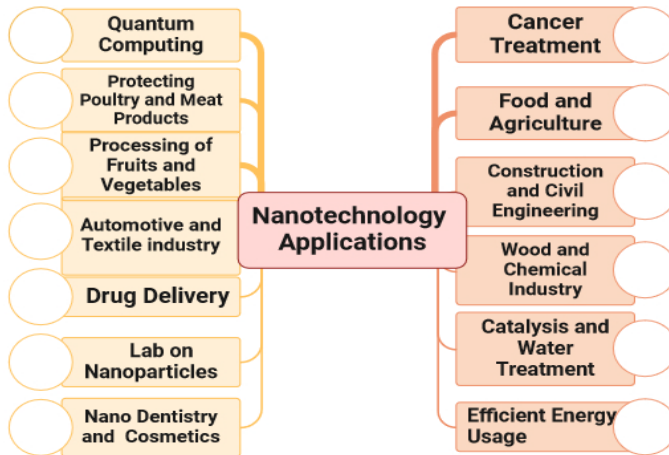 Quantum
Computing
Protecting
Poultry and Meat
Products
Processing of
Fruits and
Vegetables
Automotive and
Textile industry
Drug Delivery
Lab on
Nanoparticles
Nano Dentistry
and Cosmetics
Nanotechnology
Applications
Cancer
Treatment
Food and
Agriculture
Construction
and Civil
Engineering
Wood and
Chemical
Industry
Catalysis and
Water
Treatment
Efficient Energy
Usage